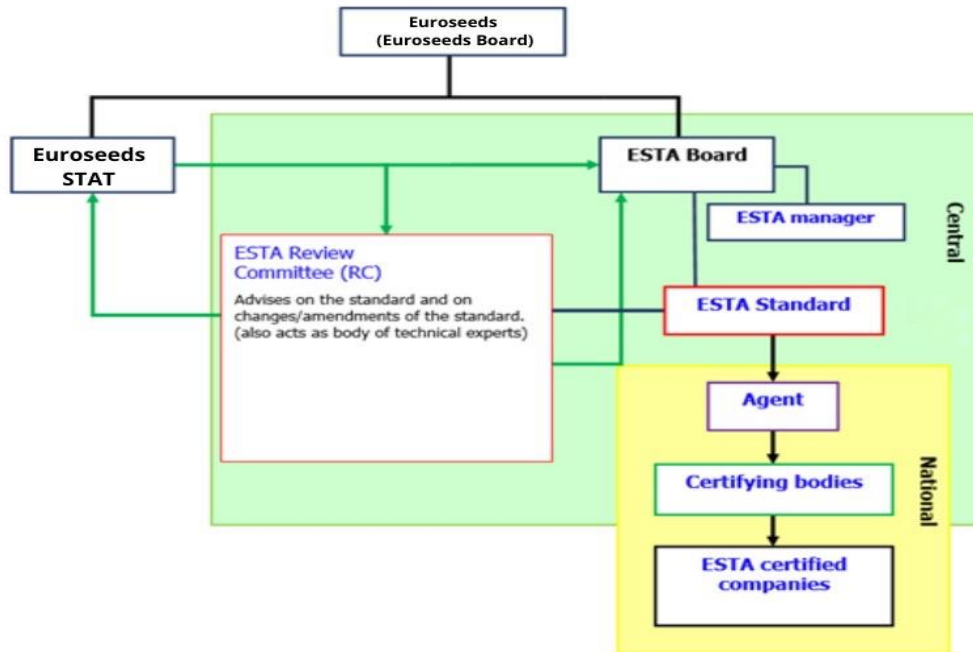 Euroseeds
(Euroseeds Board)
Euroseeds
STAT
ESTA Board
ESTA manager
Central
ESTA Review
Committee (RC)
Advises on the standard and on
changes/amendments of the standard.
(also acts as body of technical experts)
ESTA Standard
Agent
National
Certifying bodies
ESTA certified
companies